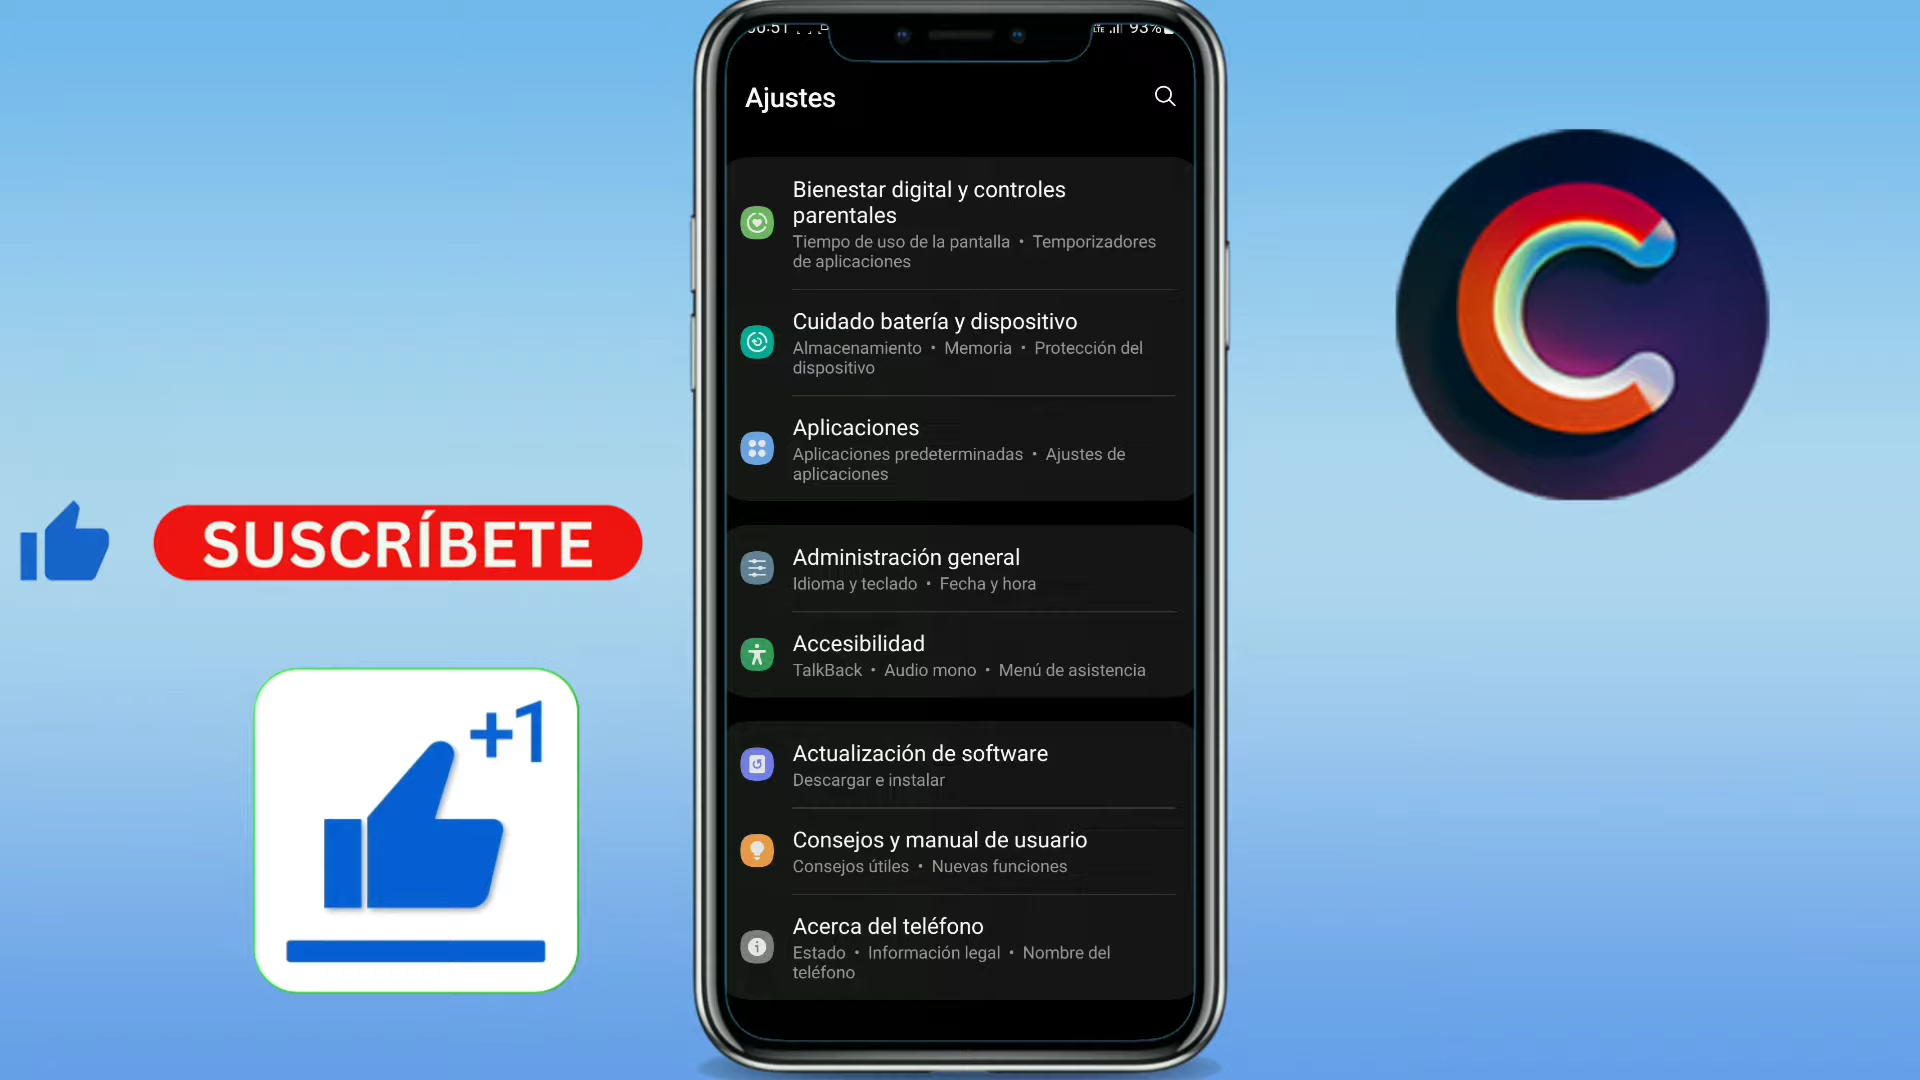 93%
Ajustes
Bienestar digital y controles
parentales
Tiempo de uso de la pantalla • Temporizadores
de aplicaciones
Cuidado batería y dispositivo
Almacenamiento • Memoria • Protección del
dispositivo
Aplicaciones
Aplicaciones predeterminadas • Ajustes de
aplicaciones
SUSCRÍBETE
Administración general
Idioma y teclado • Fecha y hora
Accesibilidad
TalkBack • Audio mono • Menú de asistencia
+1
Actualización de software
Descargar e instalar
Consejos y manual de usuario
Consejos útiles • Nuevas funciones
Acerca del teléfono
Estado • Información legal • Nombre del
teléfono